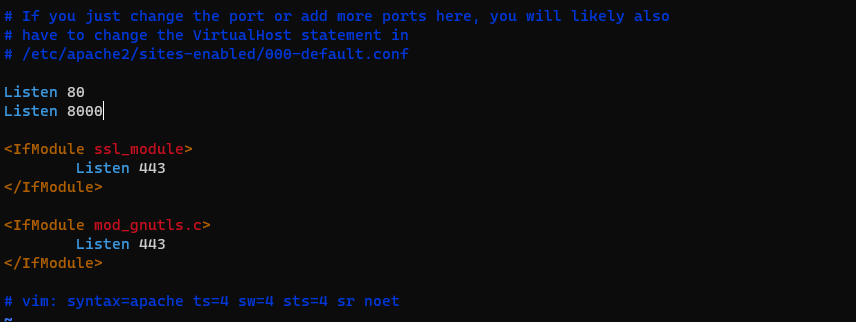 # If you just change the port or add more ports here, you will likely also
# have to change the VirtualHost statement in
# /etc/apache2/sites-enabled/000-default.conf
Listen 80
Listen 8000
<IfModule ssl_module>
Listen 443
</IfModule>
<IfModule mod_gnutls.c>
Listen 443
</IfModule>
# vim: syntax=apache ts=4 sw=4 sts=4 sr noet
~